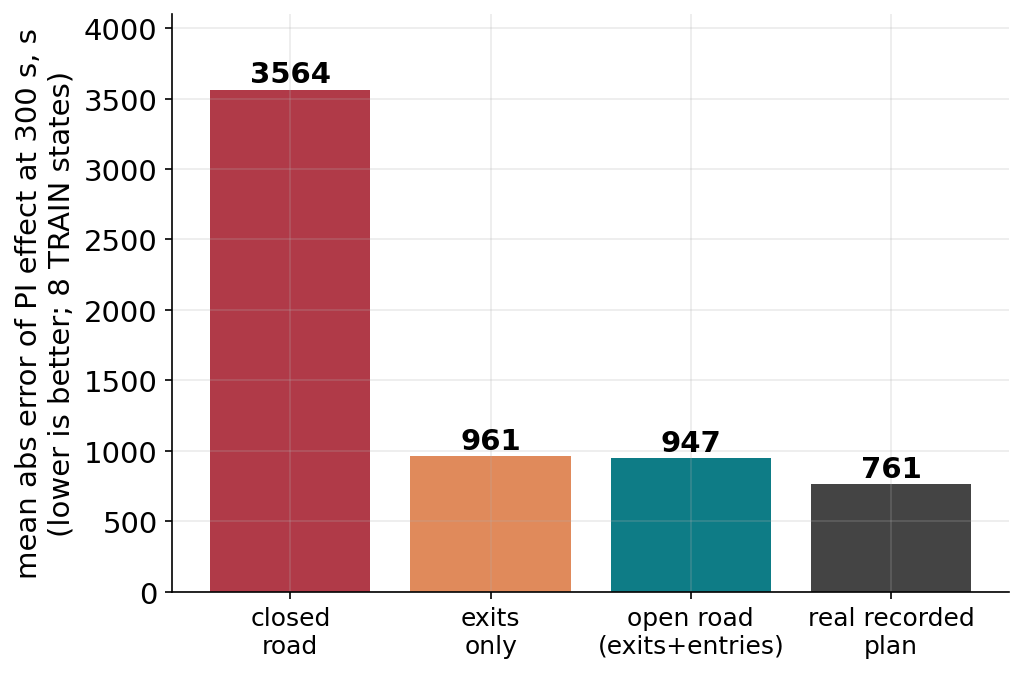 mean abs error of PI effect at 300 s, s
(lower is better; 8 TRAIN states)
4000
3500
3000
2500
2000
1500
1000
500
0
3564
961
947
761
closed
road
exits
only
open road
(exits+entries)
real recorded
plan